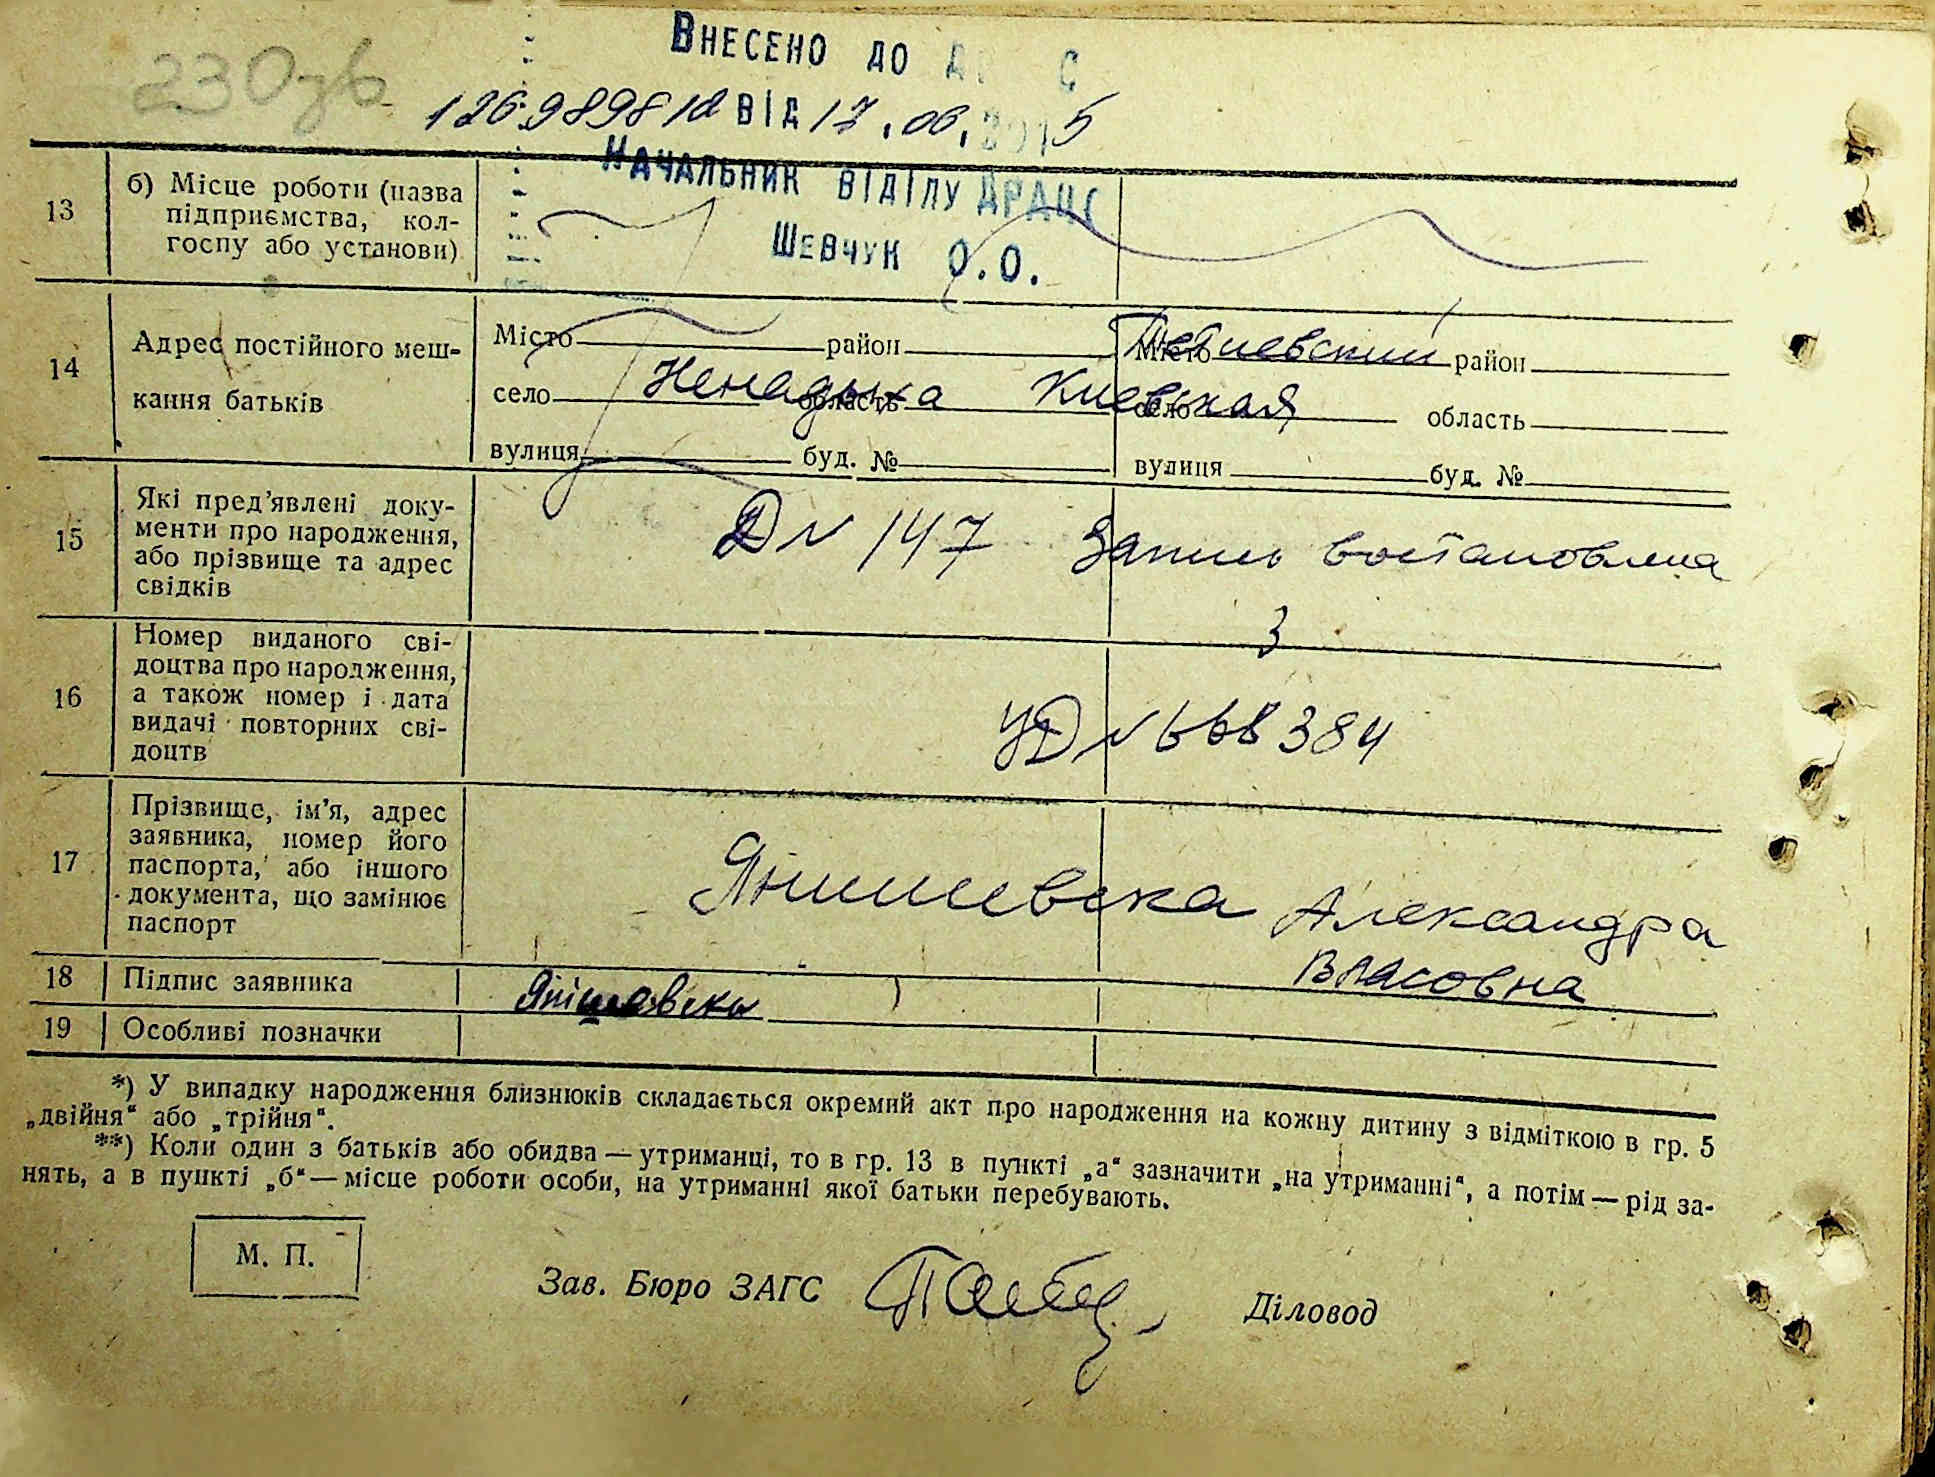 230зв
Внесено до
12698981 від 17.06.2015
Начальник відділу ДРАЦС
Шевчук О.О.
13
б) Місце роботи (назва
підприємства, кол-
госпу або установи)
14
Адрес постійного меш-
кання батьків
Місто район Місто Тетиевский район
село Ненадыха область Киевская село область
вулиця буд. № вулиця буд. №
15
Які пред’явлені доку-
менти про народження,
або прізвище та адрес
свідків
Д № 147 Запись востановлена
16
Номер виданого сві-
доцтва про народження,
а також номер і дата
видачі повторних сві-
доцтв
УД № 668384
17
Прізвище, ім’я, адрес
заявника, номер його
паспорта, або іншого
документа, що замінює
паспорт
Янишевска Александра
Власовна
18 Підпис заявника
19 Особливі позначки
*) У випадку народження близнюків складається окремий акт про народження на кожну дитину з відміткою в гр. 5
„двійня“ або „трійня“.
**) Коли один з батьків або обидва — утриманці, то в гр. 13 в пункті „а“ зазначити „на утриманні“, а потім — рід за-
нять, а в пункті „б“ — місце роботи особи, на утриманні якої батьки перебувають.
М. П.
Зав. Бюро ЗАГС
Діловод